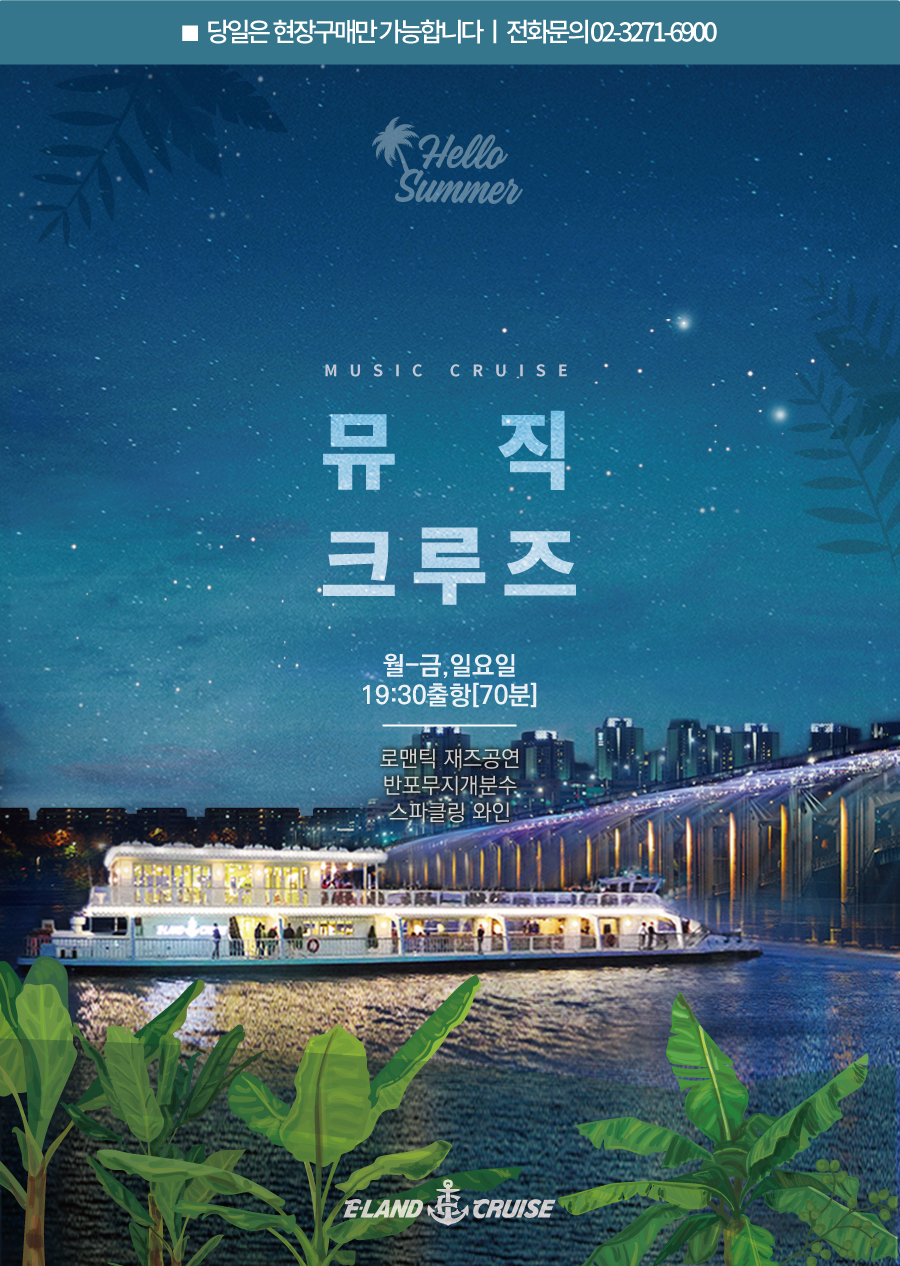 ■ 당일은 현장구매만 가능합니다 | 전화문의 02-3271-6900
Hello
Summer
MUSIC CRUISE
뮤 직
크루즈
월-금,일요일
19:30출항[70분]
로맨틱 재즈공연
반포무지개분수
스파클링 와인
E·LAND CRUISE